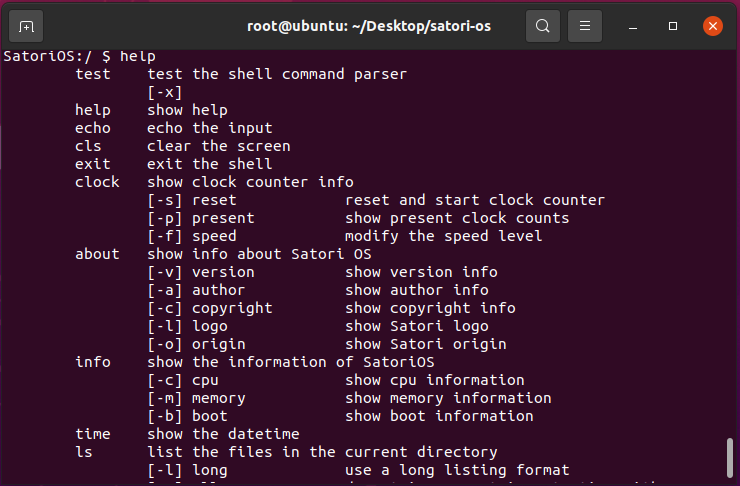 root@ubuntu: ~/Desktop/satori-os
SatoriOS:/ $ help
test test the shell command parser
[-x]
help show help
echo echo the input
cls clear the screen
exit exit the shell
clock show clock counter info
[-s] reset reset and start clock counter
[-p] present show present clock counts
[-f] speed modify the speed level
about show info about Satori OS
[-v] version show version info
[-a] author show author info
[-c] copyright show copyright info
[-l] logo show Satori logo
[-o] origin show Satori origin
info show the information of SatoriOS
[-c] cpu show cpu information
[-m] memory show memory information
[-b] boot show boot information
time show the datetime
ls list the files in the current directory
[-l] long use a long listing format